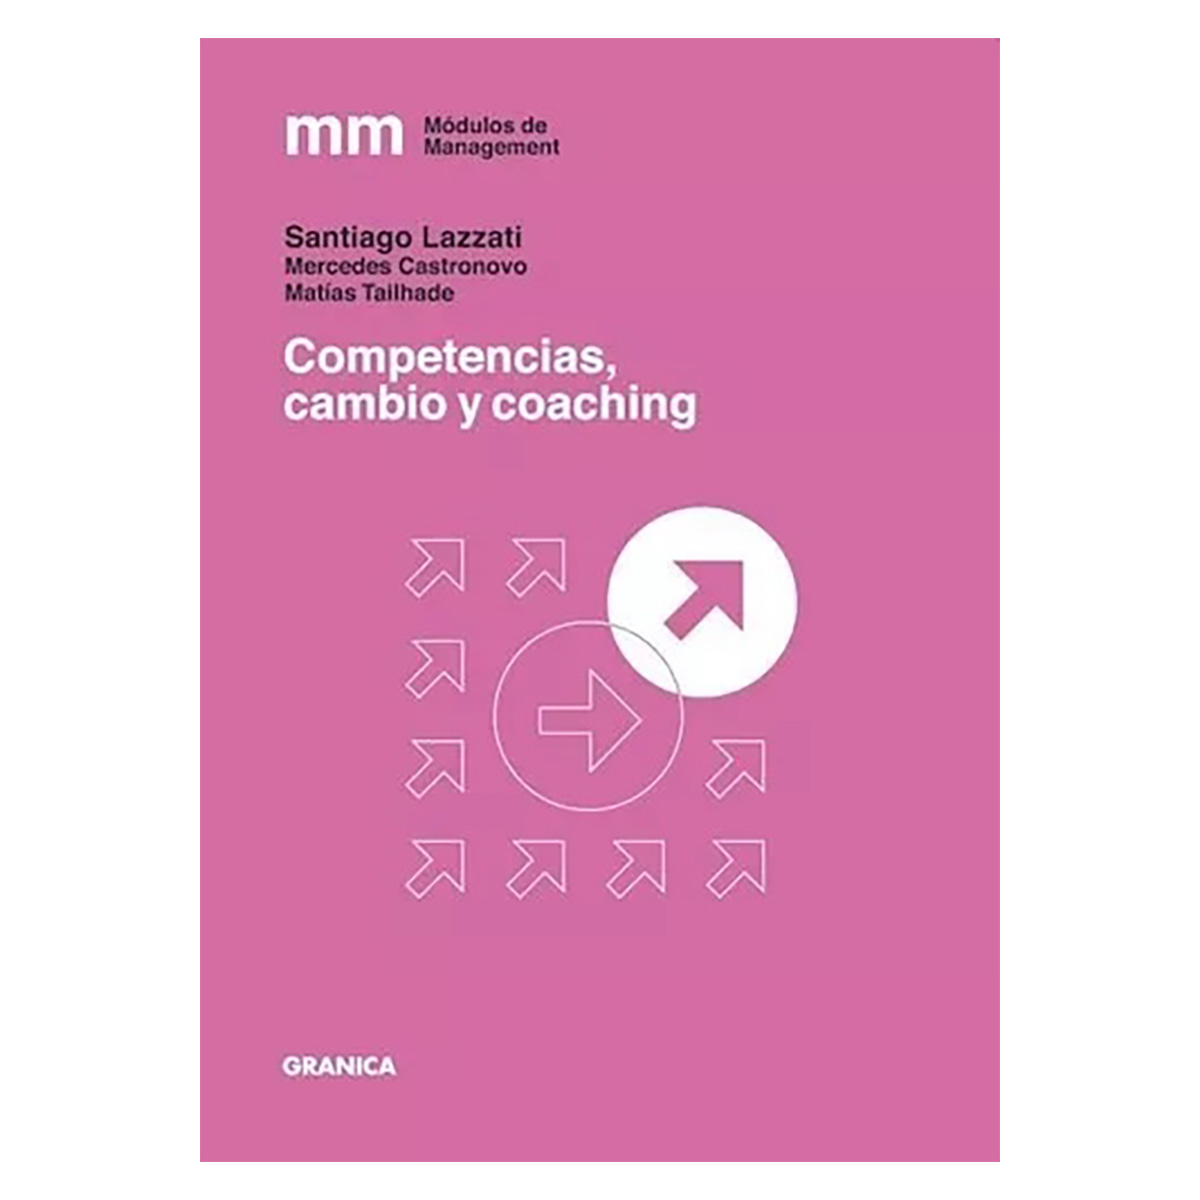 mm
Módulos de
Management
Santiago Lazzati
Mercedes Castronovo
Matías Tailhade
Competencias,
cambio y coaching
GRANICA